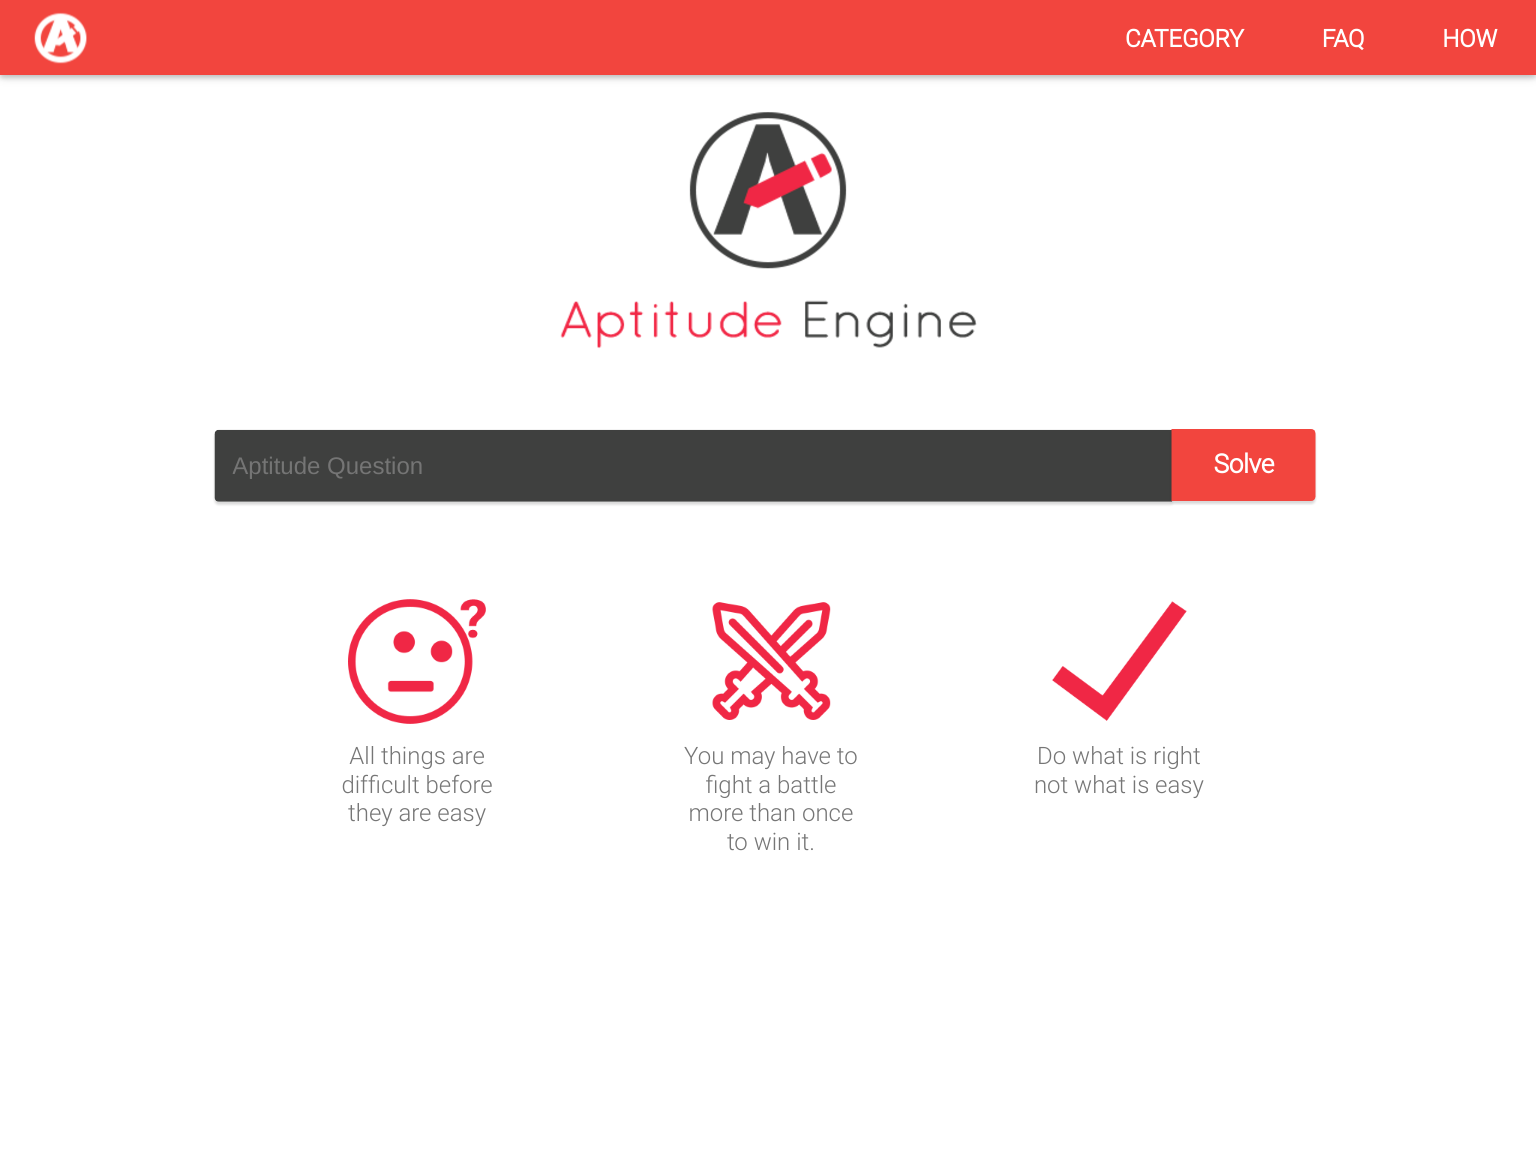 CATEGORY FAQ HOW
Aptitude Engine
Aptitude Question
Solve
All things are
difficult before
they are easy
You may have to
fight a battle
more than once
to win it.
Do what is right
not what is easy